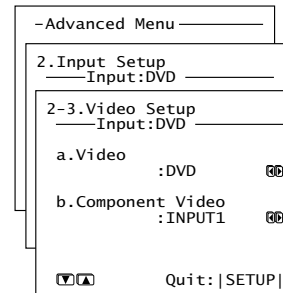 -Advanced Menu
2.Input Setup
Input:DVD
2-3.Video Setup
Input:DVD
a.Video
:DVD
b.Component Video
:INPUT1
Quit:|SETUP|